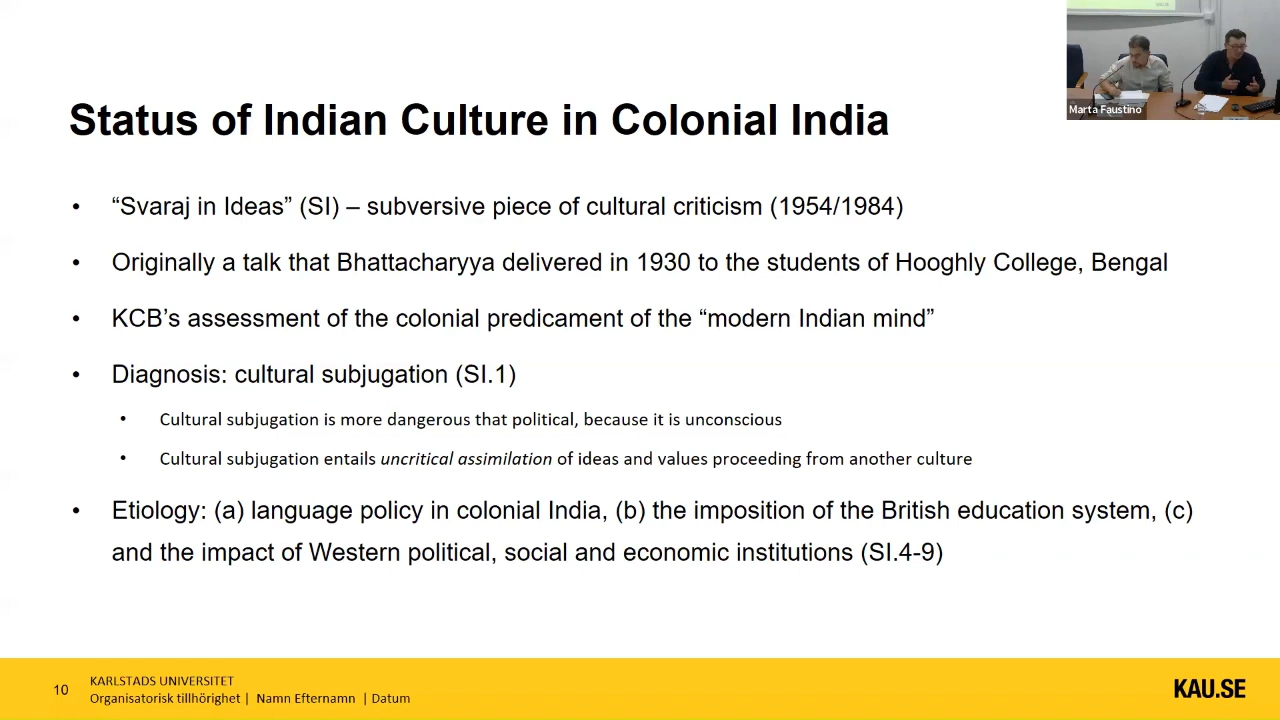 Marta Faustino
Status of Indian Culture in Colonial India
• “Svaraj in Ideas” (SI) – subversive piece of cultural criticism (1954/1984)
• Originally a talk that Bhattacharyya delivered in 1930 to the students of Hooghly College, Bengal
• KCB’s assessment of the colonial predicament of the “modern Indian mind”
• Diagnosis: cultural subjugation (SI.1)
• Cultural subjugation is more dangerous that political, because it is unconscious
• Cultural subjugation entails uncritical assimilation of ideas and values proceeding from another culture
• Etiology: (a) language policy in colonial India, (b) the imposition of the British education system, (c)
and the impact of Western political, social and economic institutions (SI.4-9)
10
KARLSTADS UNIVERSITET
Organisatorisk tillhörighet | Namn Efternamn | Datum
KAU.SE